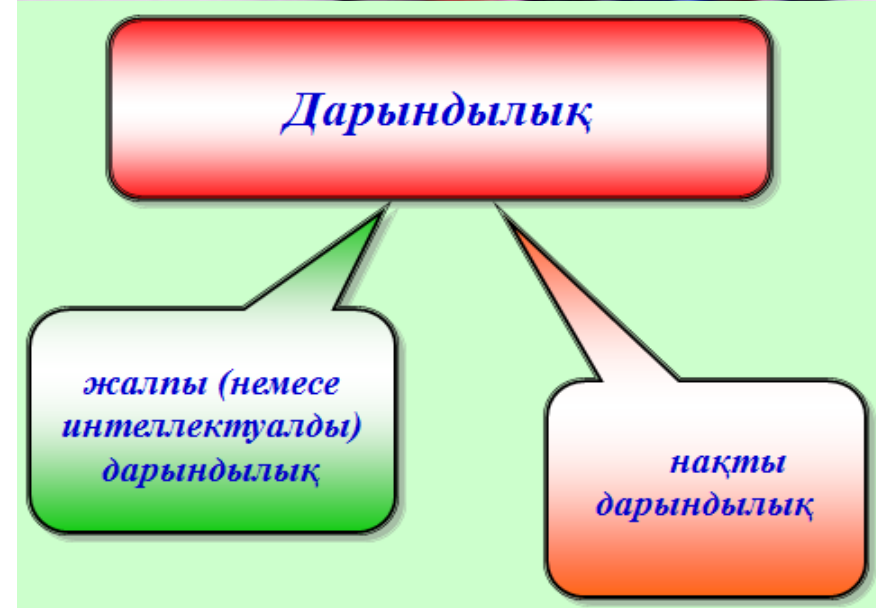 Дарындылық
жалпы (немесе
интеллектуалды)
дарындылық
нақты
дарындылық